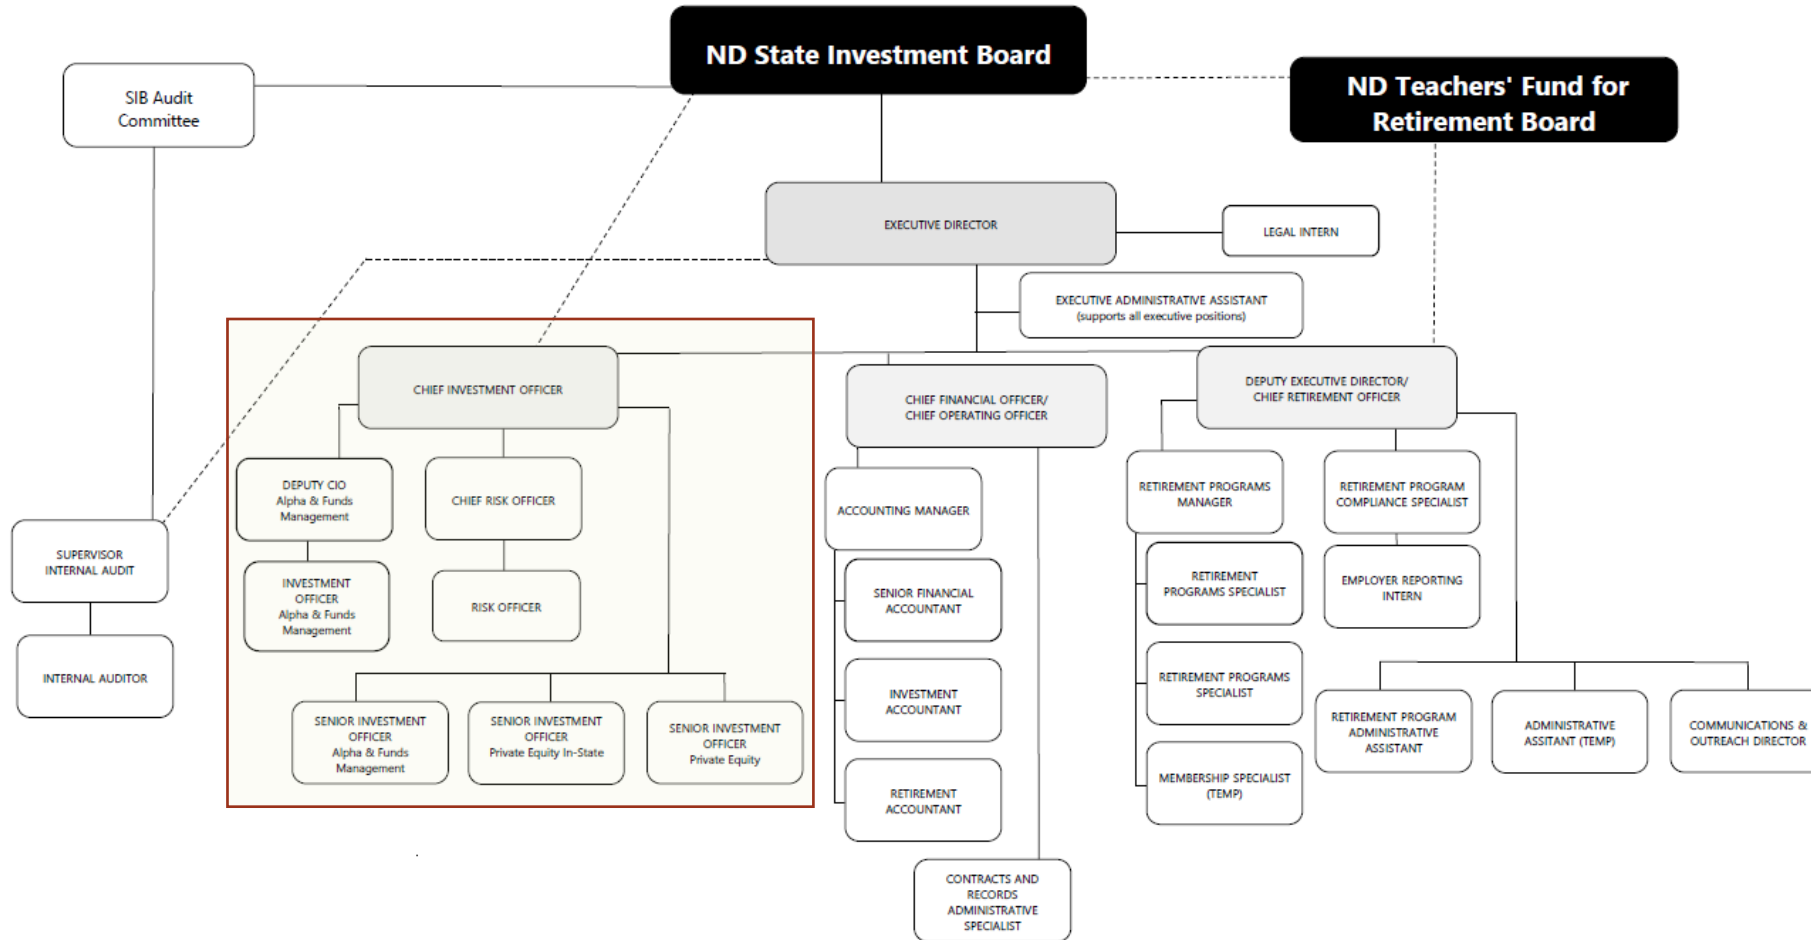 ND State Investment Board
ND Teachers' Fund for
Retirement Board
SIB Audit
Committee
EXECUTIVE DIRECTOR
LEGAL INTERN
EXECUTIVE ADMINISTRATIVE ASSISTANT
(supports all executive positions)
CHIEF INVESTMENT OFFICER
CHIEF FINANCIAL OFFICER/
CHIEF OPERATING OFFICER
DEPUTY EXECUTIVE DIRECTOR/
CHIEF RETIREMENT OFFICER
DEPUTY CIO
Alpha & Funds
Management
CHIEF RISK OFFICER
INVESTMENT
OFFICER
Alpha & Funds
Management
RISK OFFICER
SENIOR INVESTMENT
OFFICER
Alpha & Funds
Management
SENIOR INVESTMENT
OFFICER
Private Equity In-State
SENIOR INVESTMENT
OFFICER
Private Equity
SUPERVISOR
INTERNAL AUDIT
INTERNAL AUDITOR
ACCOUNTING MANAGER
SENIOR FINANCIAL
ACCOUNTANT
INVESTMENT
ACCOUNTANT
RETIREMENT
ACCOUNTANT
CONTRACTS AND
RECORDS
ADMINISTRATIVE
SPECIALIST
RETIREMENT PROGRAMS
MANAGER
RETIREMENT
PROGRAMS SPECIALIST
RETIREMENT PROGRAMS
SPECIALIST
MEMBERSHIP SPECIALIST
(TEMP)
RETIREMENT PROGRAM
COMPLIANCE SPECIALIST
EMPLOYER REPORTING
INTERN
RETIREMENT PROGRAM
ADMINISTRATIVE
ASSISTANT
ADMINISTRATIVE
ASSITANT (TEMP)
COMMUNICATIONS &
OUTREACH DIRECTOR